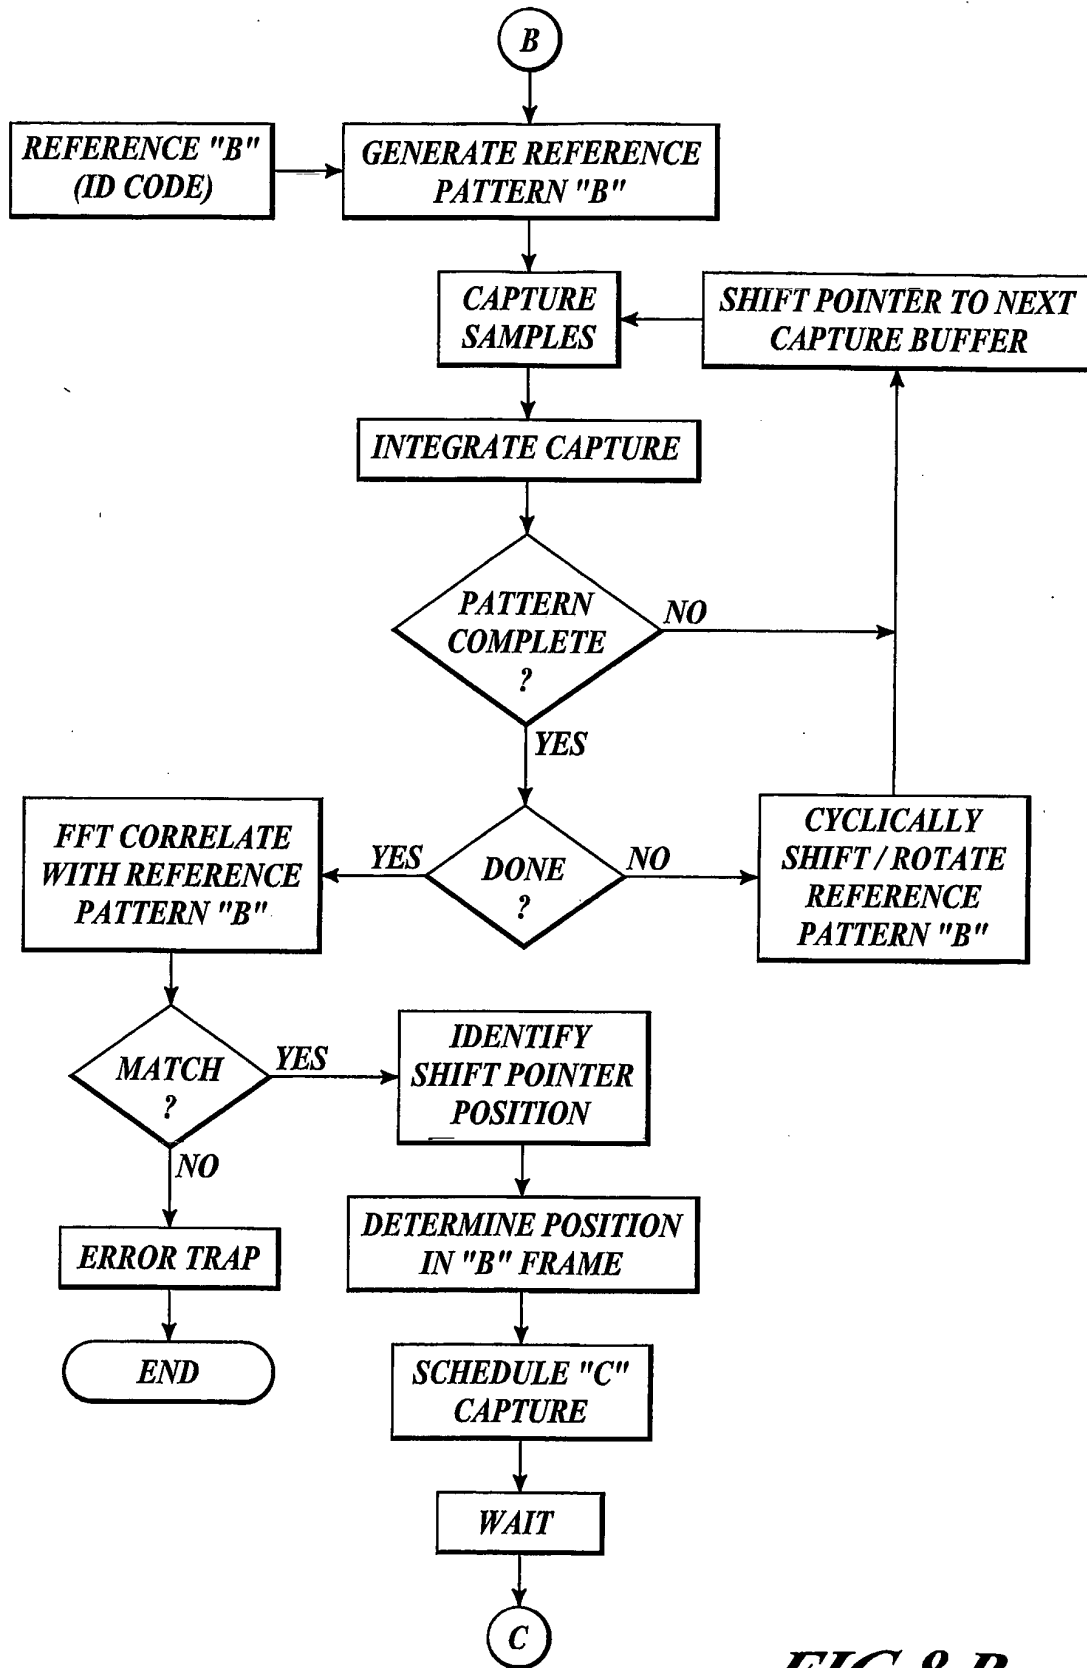 B
REFERENCE "B"
(ID CODE)
GENERATE REFERENCE
PATTERN "B"
CAPTURE
SAMPLES
SHIFT POINTER TO NEXT
CAPTURE BUFFER
INTEGRATE CAPTURE
PATTERN
COMPLETE
?
NO
YES
FFT CORRELATE
WITH REFERENCE
PATTERN "B"
YES
DONE
?
NO
CYCLICALLY
SHIFT / ROTATE
REFERENCE
PATTERN "B"
MATCH
?
YES
IDENTIFY
SHIFT POINTER
POSITION
NO
DETERMINE POSITION
IN "B" FRAME
ERROR TRAP
END
SCHEDULE "C"
CAPTURE
WAIT
C
FIG 8 B